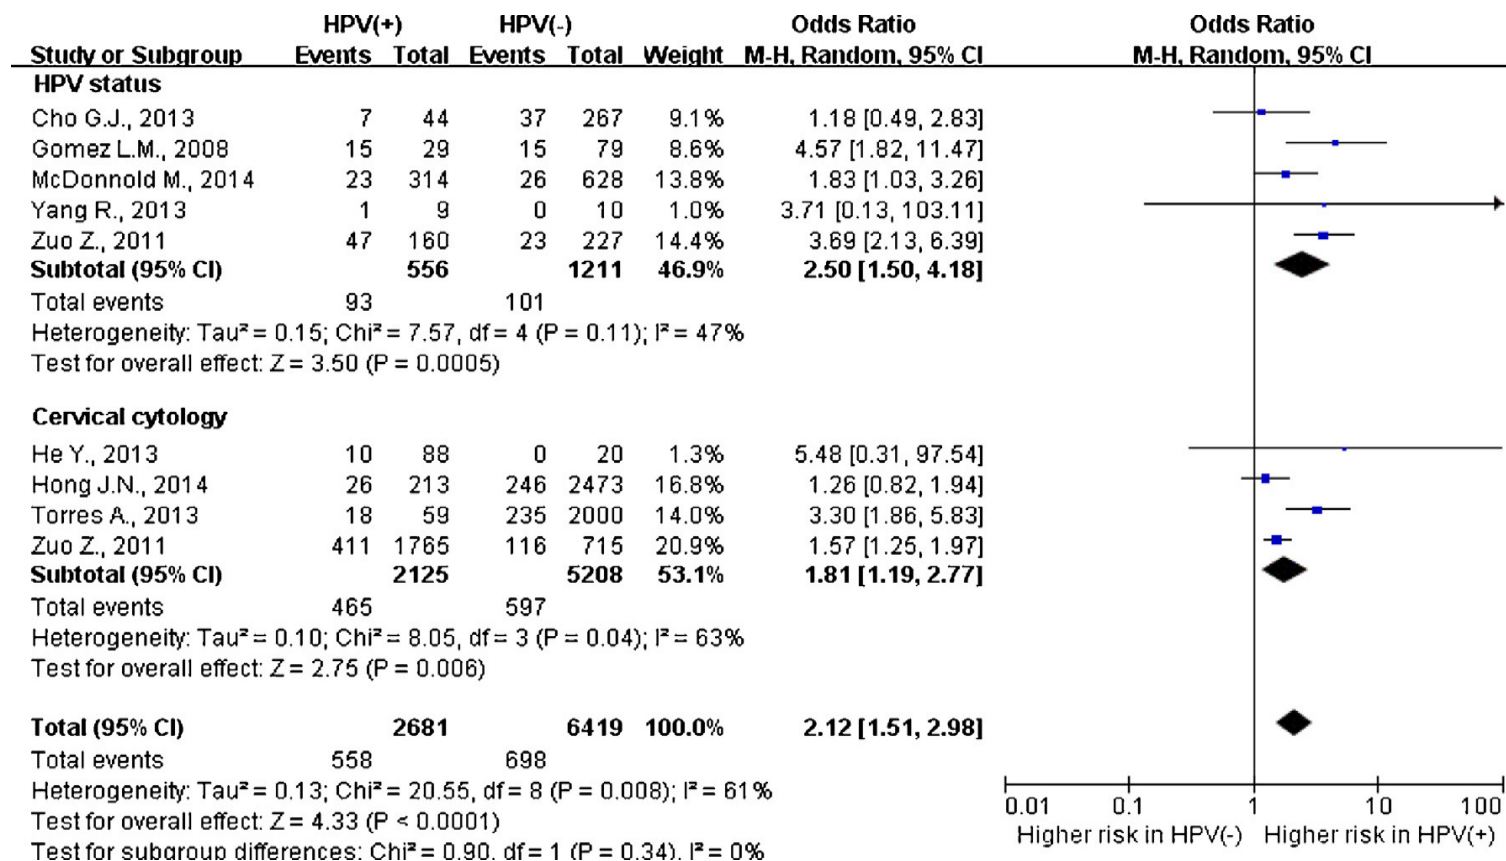 HPV(+) HPV(-) Odds Ratio Odds Ratio
Study or Subgroup Events Total Events Total Weight M-H, Random, 95% CI M-H, Random, 95% CI
HPV status
Cho G.J., 2013 7 44 37 267 9.1% 1.18 [0.49, 2.83]
Gomez L.M., 2008 15 29 15 79 8.6% 4.57 [1.82, 11.47]
McDonnold M., 2014 23 314 26 628 13.8% 1.83 [1.03, 3.26]
Yang R., 2013 1 9 0 10 1.0% 3.71 [0.13, 103.11]
Zuo Z., 2011 47 160 23 227 14.4% 3.69 [2.13, 6.39]
Subtotal (95% CI) 556 1211 46.9% 2.50 [1.50, 4.18]
Total events 93 101
Heterogeneity: Tau² = 0.15; Chi² = 7.57, df = 4 (P = 0.11); I² = 47%
Test for overall effect: Z = 3.50 (P = 0.0005)
Cervical cytology
He Y., 2013 10 88 0 20 1.3% 5.48 [0.31, 97.54]
Hong J.N., 2014 26 213 246 2473 16.8% 1.26 [0.82, 1.94]
Torres A., 2013 18 59 235 2000 14.0% 3.30 [1.86, 5.83]
Zuo Z., 2011 411 1765 116 715 20.9% 1.57 [1.25, 1.97]
Subtotal (95% CI) 2125 5208 53.1% 1.81 [1.19, 2.77]
Total events 465 597
Heterogeneity: Tau² = 0.10; Chi² = 8.05, df = 3 (P = 0.04); I² = 63%
Test for overall effect: Z = 2.75 (P = 0.006)
Total (95% CI) 2681 6419 100.0% 2.12 [1.51, 2.98]
Total events 558 698
Heterogeneity: Tau² = 0.13; Chi² = 20.55, df = 8 (P = 0.008); I² = 61%
Test for overall effect: Z = 4.33 (P < 0.0001)
Test for subgroup differences: Chi² = 0.90, df = 1 (P = 0.34), I² = 0%
0.01 0.1 1 10 100
Higher risk in HPV(-) Higher risk in HPV(+)